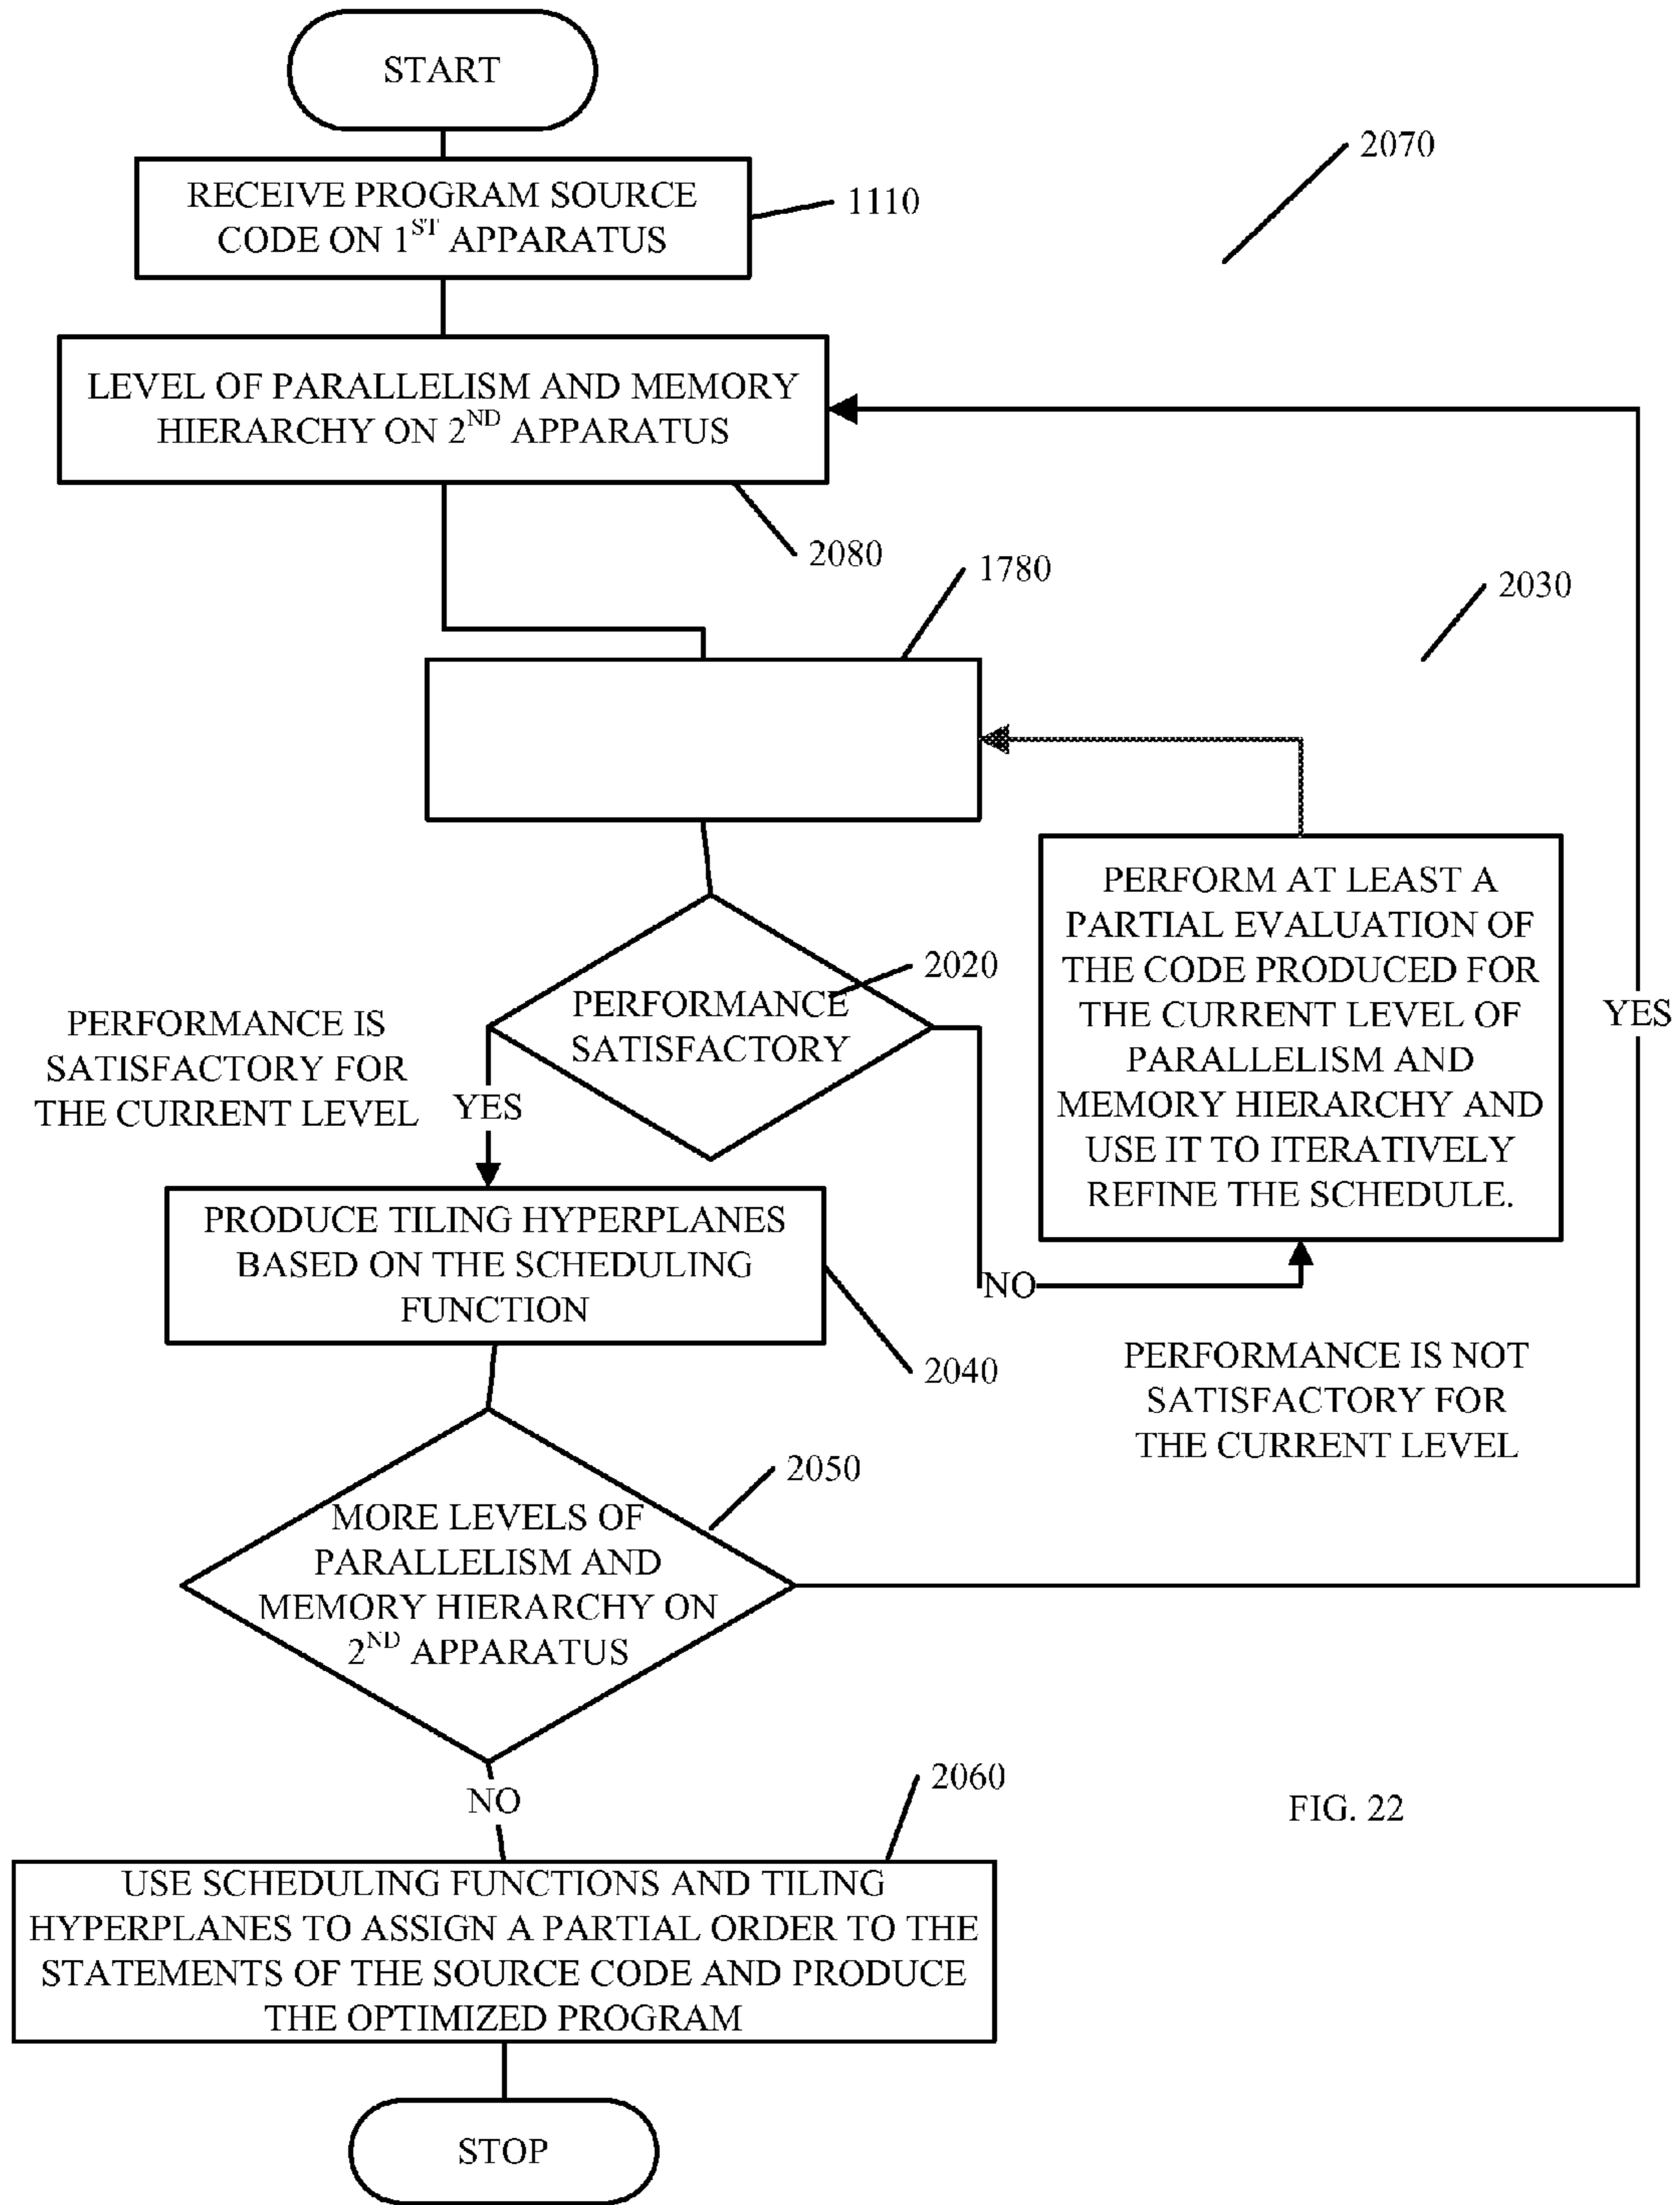 START
2070
RECEIVE PROGRAM SOURCE
CODE ON 1ST APPARATUS
1110
LEVEL OF PARALLELISM AND MEMORY
HIERARCHY ON 2ND APPARATUS
2080
1780
2030
PERFORM AT LEAST A
PARTIAL EVALUATION OF
THE CODE PRODUCED FOR
THE CURRENT LEVEL OF
PARALLELISM AND
MEMORY HIERARCHY AND
USE IT TO ITERATIVELY
REFINE THE SCHEDULE.
YES
2020
PERFORMANCE
SATISFACTORY
PERFORMANCE IS
SATISFACTORY FOR
THE CURRENT LEVEL
YES
NO
PRODUCE TILING HYPERPLANES
BASED ON THE SCHEDULING
FUNCTION
2040
PERFORMANCE IS NOT
SATISFACTORY FOR
THE CURRENT LEVEL
2050
MORE LEVELS OF
PARALLELISM AND
MEMORY HIERARCHY ON
2ND APPARATUS
NO
2060
FIG. 22
USE SCHEDULING FUNCTIONS AND TILING
HYPERPLANES TO ASSIGN A PARTIAL ORDER TO THE
STATEMENTS OF THE SOURCE CODE AND PRODUCE
THE OPTIMIZED PROGRAM
STOP